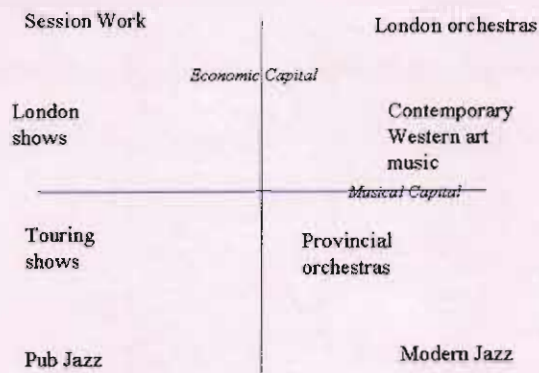 Session Work
London orchestras
Economic Capital
London
shows
Contemporary
Western art
music
Musical Capital
Touring
shows
Provincial
orchestras
Pub Jazz
Modern Jazz